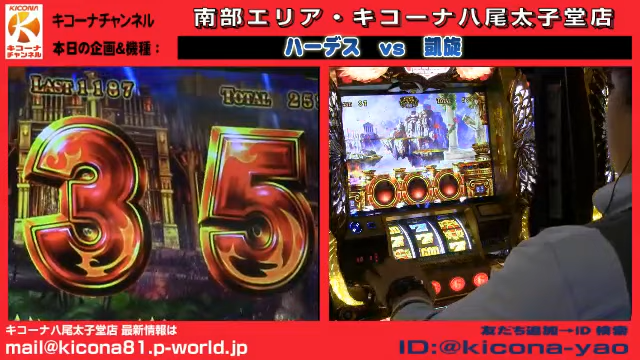 KICONA
キコーナ
チャンネル
キコーナチャンネル
南部エリア・キコーナ八尾太子堂店
本日の企画&機種：
ハーデス vs 凱旋
LAST 1187
TOTAL 259
35
キコーナ八尾太子堂店 最新情報は
mail@kicona81.p-world.jp
友だち追加→ID 検索
ID:@kicona-yao